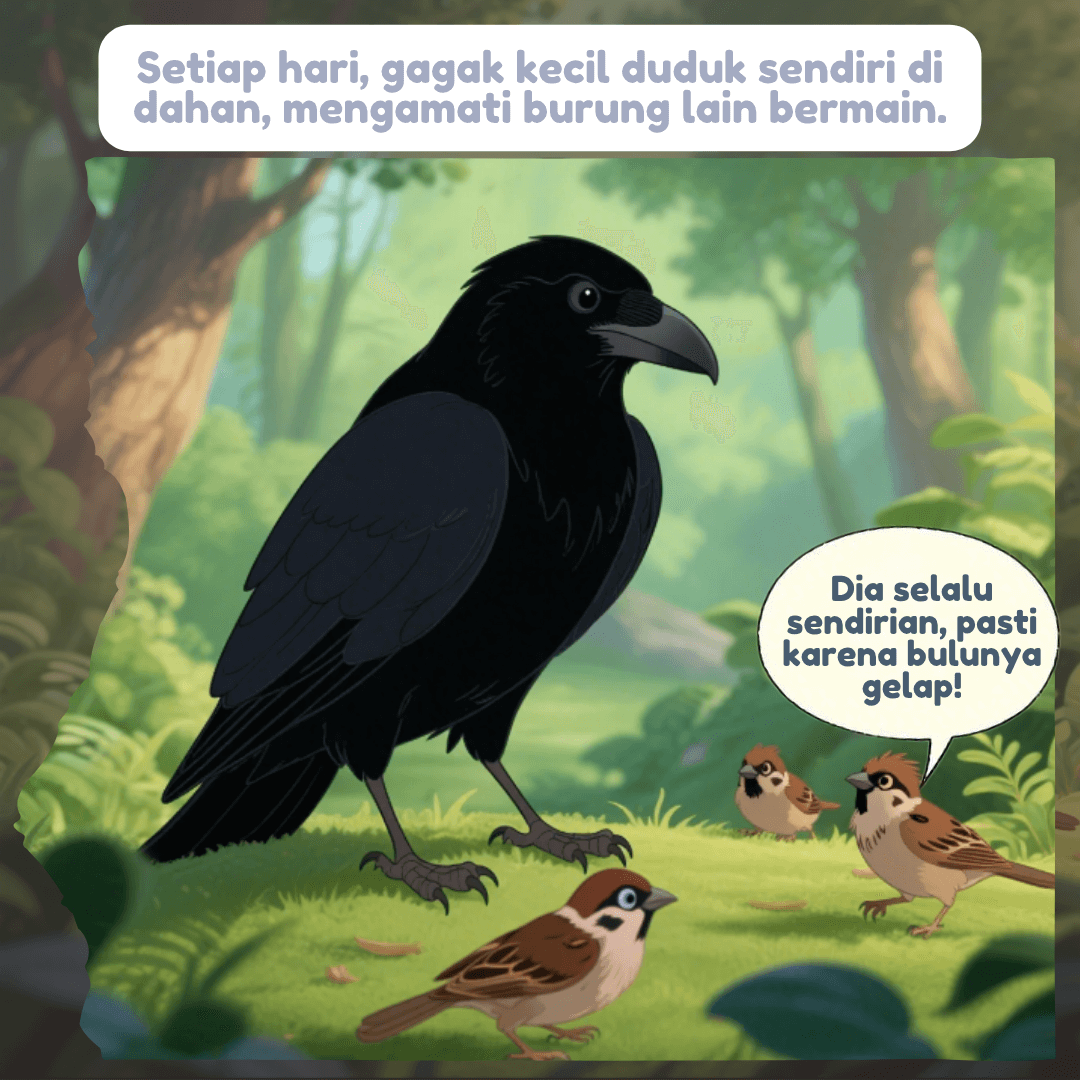 Setiap hari, gagak kecil duduk sendiri di
dahan, mengamati burung lain bermain.
Dia selalu
sendirian, pasti
karena bulunya
gelap!